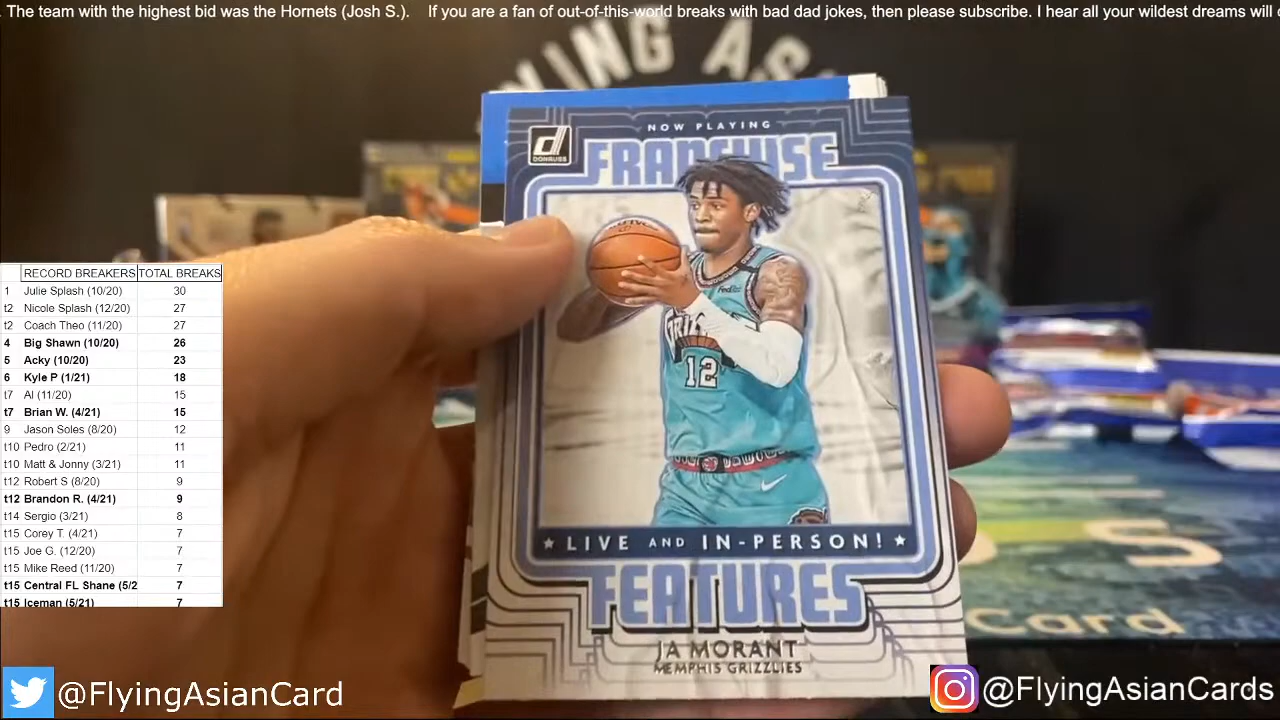 . The team with the highest bid was the Hornets (Josh S.). If you are a fan of out-of-this-world breaks with bad dad jokes, then please subscribe. I hear all your wildest dreams will
NOW PLAYING
DONRUSS
FRANCHISE
FedEx
GRIZZ
12
★ LIVE AND IN-PERSON! ★
FEATURES
JA MORANT
MEMPHIS GRIZZLIES
RECORD BREAKERS TOTAL BREAKS
1 Julie Splash (10/20) 30
t2 Nicole Splash (12/20) 27
t2 Coach Theo (11/20) 27
4 Big Shawn (10/20) 26
5 Acky (10/20) 23
6 Kyle P (1/21) 18
t7 Al (11/20) 15
t7 Brian W. (4/21) 15
9 Jason Soles (8/20) 12
t10 Pedro (2/21) 11
t10 Matt & Jonny (3/21) 11
t12 Robert S (8/20) 9
t12 Brandon R. (4/21) 9
t14 Sergio (3/21) 8
t15 Corey T. (4/21) 7
t15 Joe G. (12/20) 7
t15 Mike Reed (11/20) 7
t15 Central FL Shane (5/2 7
t15 Iceman (5/21) 7
Card
@FlyingAsianCard
@FlyingAsianCards